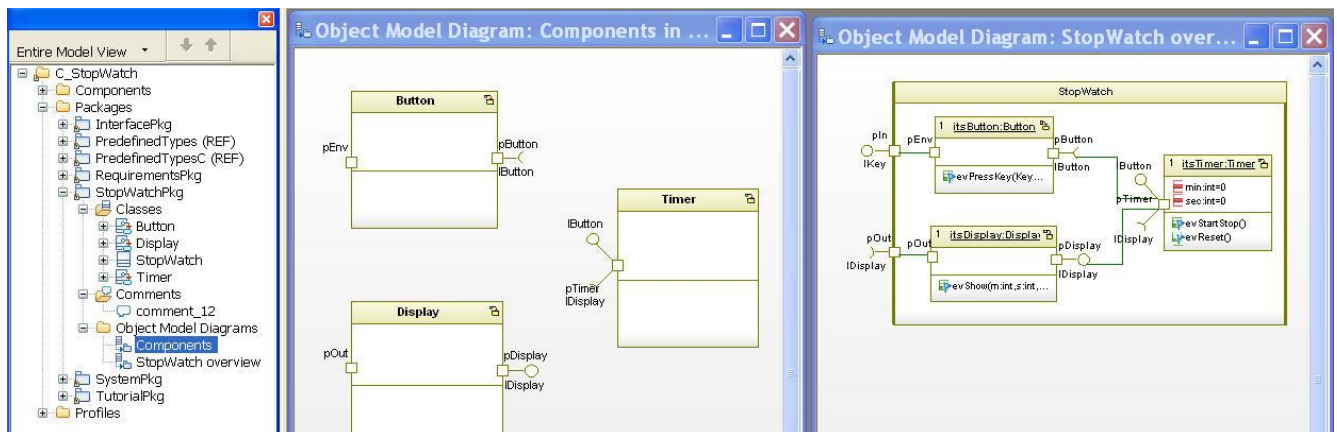 Entire Model View
C_StopWatch
Components
Packages
InterfacePkg
PredefinedTypes (REF)
PredefinedTypesC (REF)
RequirementsPkg
StopWatchPkg
Classes
Button
Display
StopWatch
Timer
Comments
comment_12
Object Model Diagrams
Components
StopWatch overview
SystemPkg
TutorialPkg
Profiles
Object Model Diagram: Components in ...
Button
pEnv
pButton
IButton
Timer
IButton
pTimer
IDisplay
Display
pOut
pDisplay
IDisplay
Object Model Diagram: StopWatch over...
StopWatch
pIn
IKey
pEnv
1 itsButton:Button
evPressKey(Key...
pButton
IButton
IButton
pTimer
IDisplay
1 itsTimer:Timer
min:int=0
sec:int=0
evStartStop()
evReset()
pOut
IDisplay
pOut
1 itsDisplay:Display
evShow(m:int,s:int,...
pDisplay
IDisplay